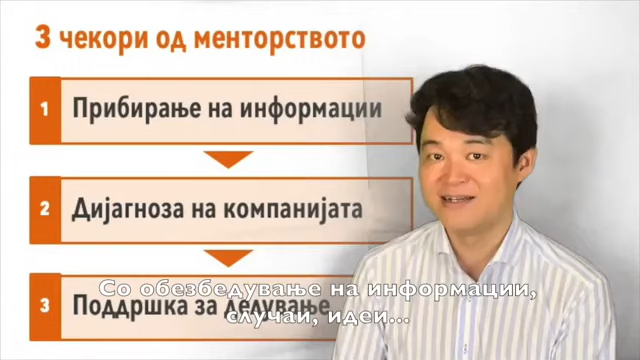 3 чекори од менторството
1 Прибирање на информации
2 Дијагноза на компанијата
3 Поддршка за делување
Со обезбедување на информации,
случаи, идеи...